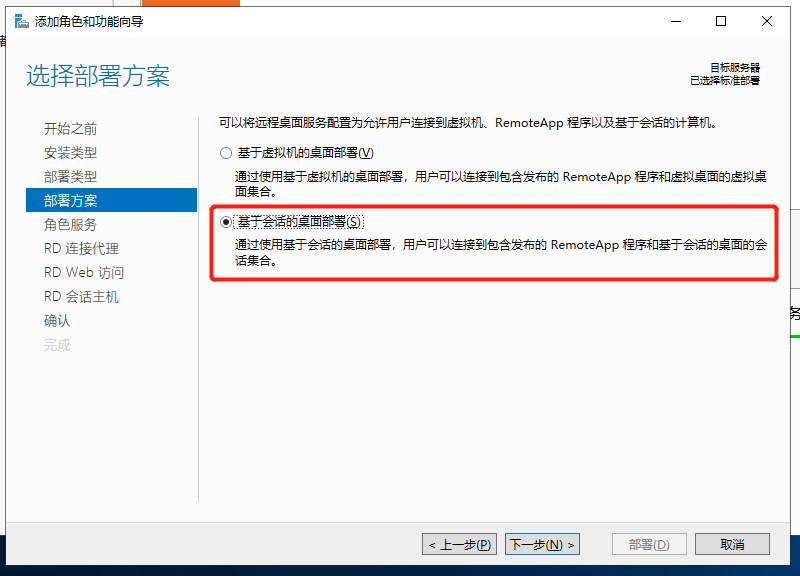 添加角色和功能向导
选择部署方案
目标服务器
已选择标准部署
开始之前
安装类型
部署类型
部署方案
角色服务
RD 连接代理
RD Web 访问
RD 会话主机
确认
完成
可以将远程桌面服务配置为允许用户连接到虚拟机、RemoteApp 程序以及基于会话的计算机。
基于虚拟机的桌面部署(V)
通过使用基于虚拟机的桌面部署，用户可以连接到包含发布的 RemoteApp 程序和虚拟桌面的虚拟桌
面集合。
基于会话的桌面部署(S)
通过使用基于会话的桌面部署，用户可以连接到包含发布的 RemoteApp 程序和基于会话的桌面的会
话集合。
务
< 上一步(P)
下一步(N) >
部署(D)
取消